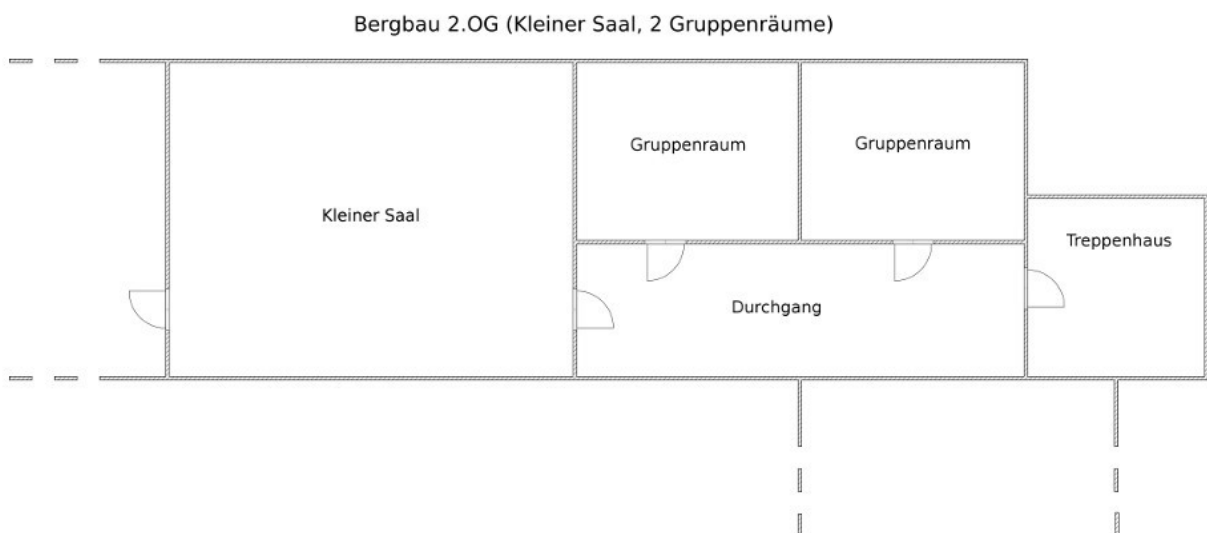 Bergbau 2.OG (Kleiner Saal, 2 Gruppenräume)
Gruppenraum
Gruppenraum
Kleiner Saal
Treppenhaus
Durchgang